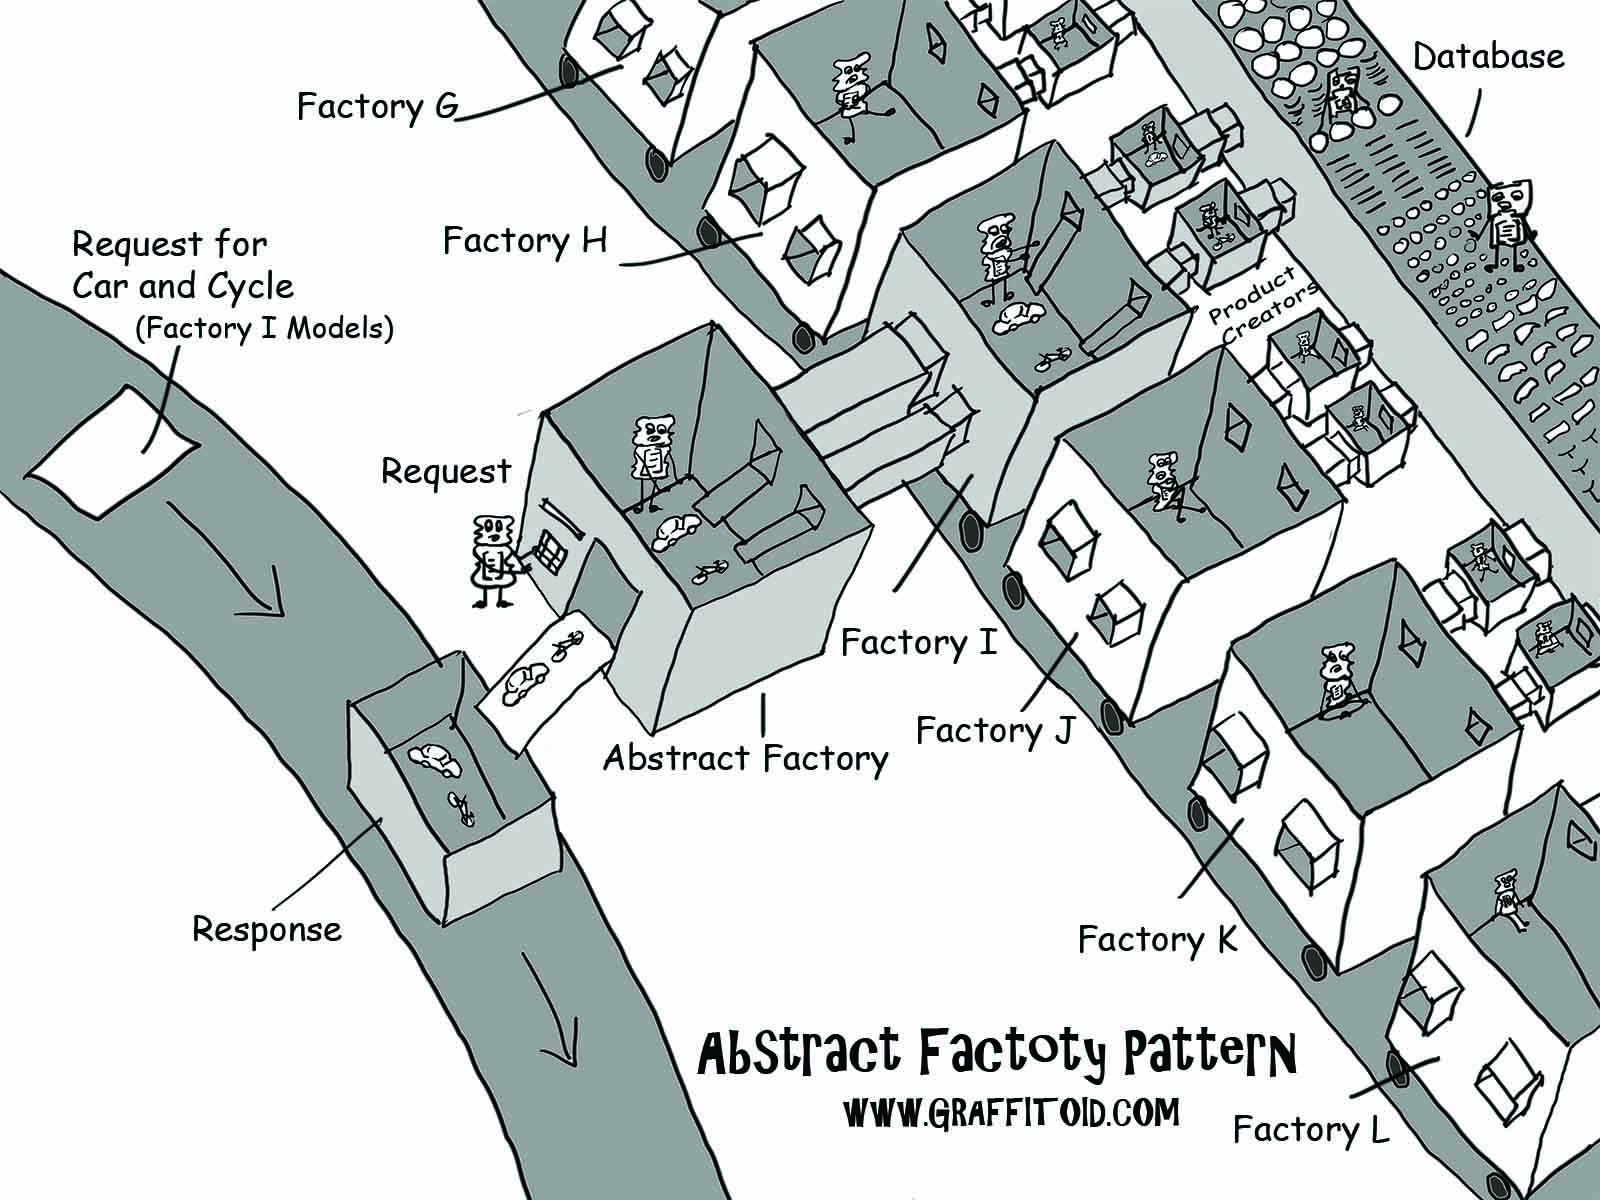 Database
Factory G
Request for
Car and Cycle
(Factory I Models)
Factory H
Product
Creators
Request
Factory I
Factory J
Abstract Factory
Response
Factory K
Abstract Factoty Pattern
WWW.GRAFFITOID.COM
Factory L